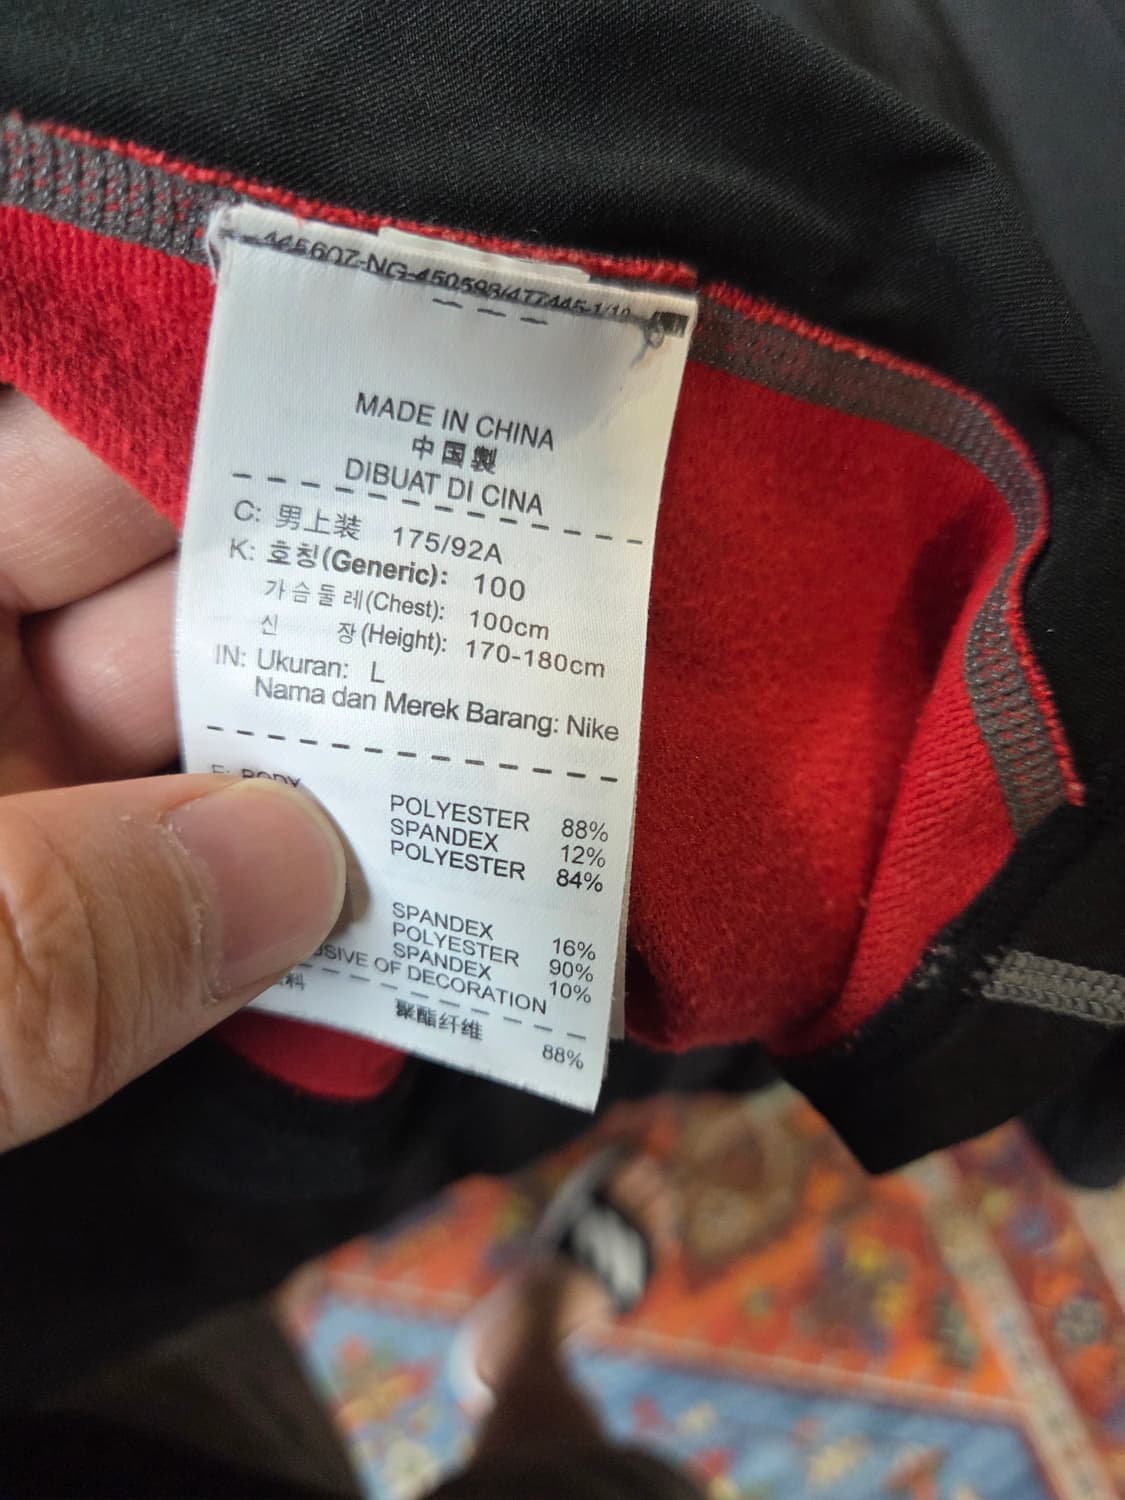 MADE IN CHINA
中国製
DIBUAT DI CINA
C: 男上装 175/92A
K: 호칭(Generic): 100
가슴둘레(Chest): 100cm
신 장(Height): 170-180cm
IN: Ukuran: L
Nama dan Merek Barang: Nike
POLYESTER 88%
SPANDEX 12%
POLYESTER 84%
SPANDEX 16%
POLYESTER 90%
SPANDEX 10%
OF DECORATION
聚酯纤维 88%